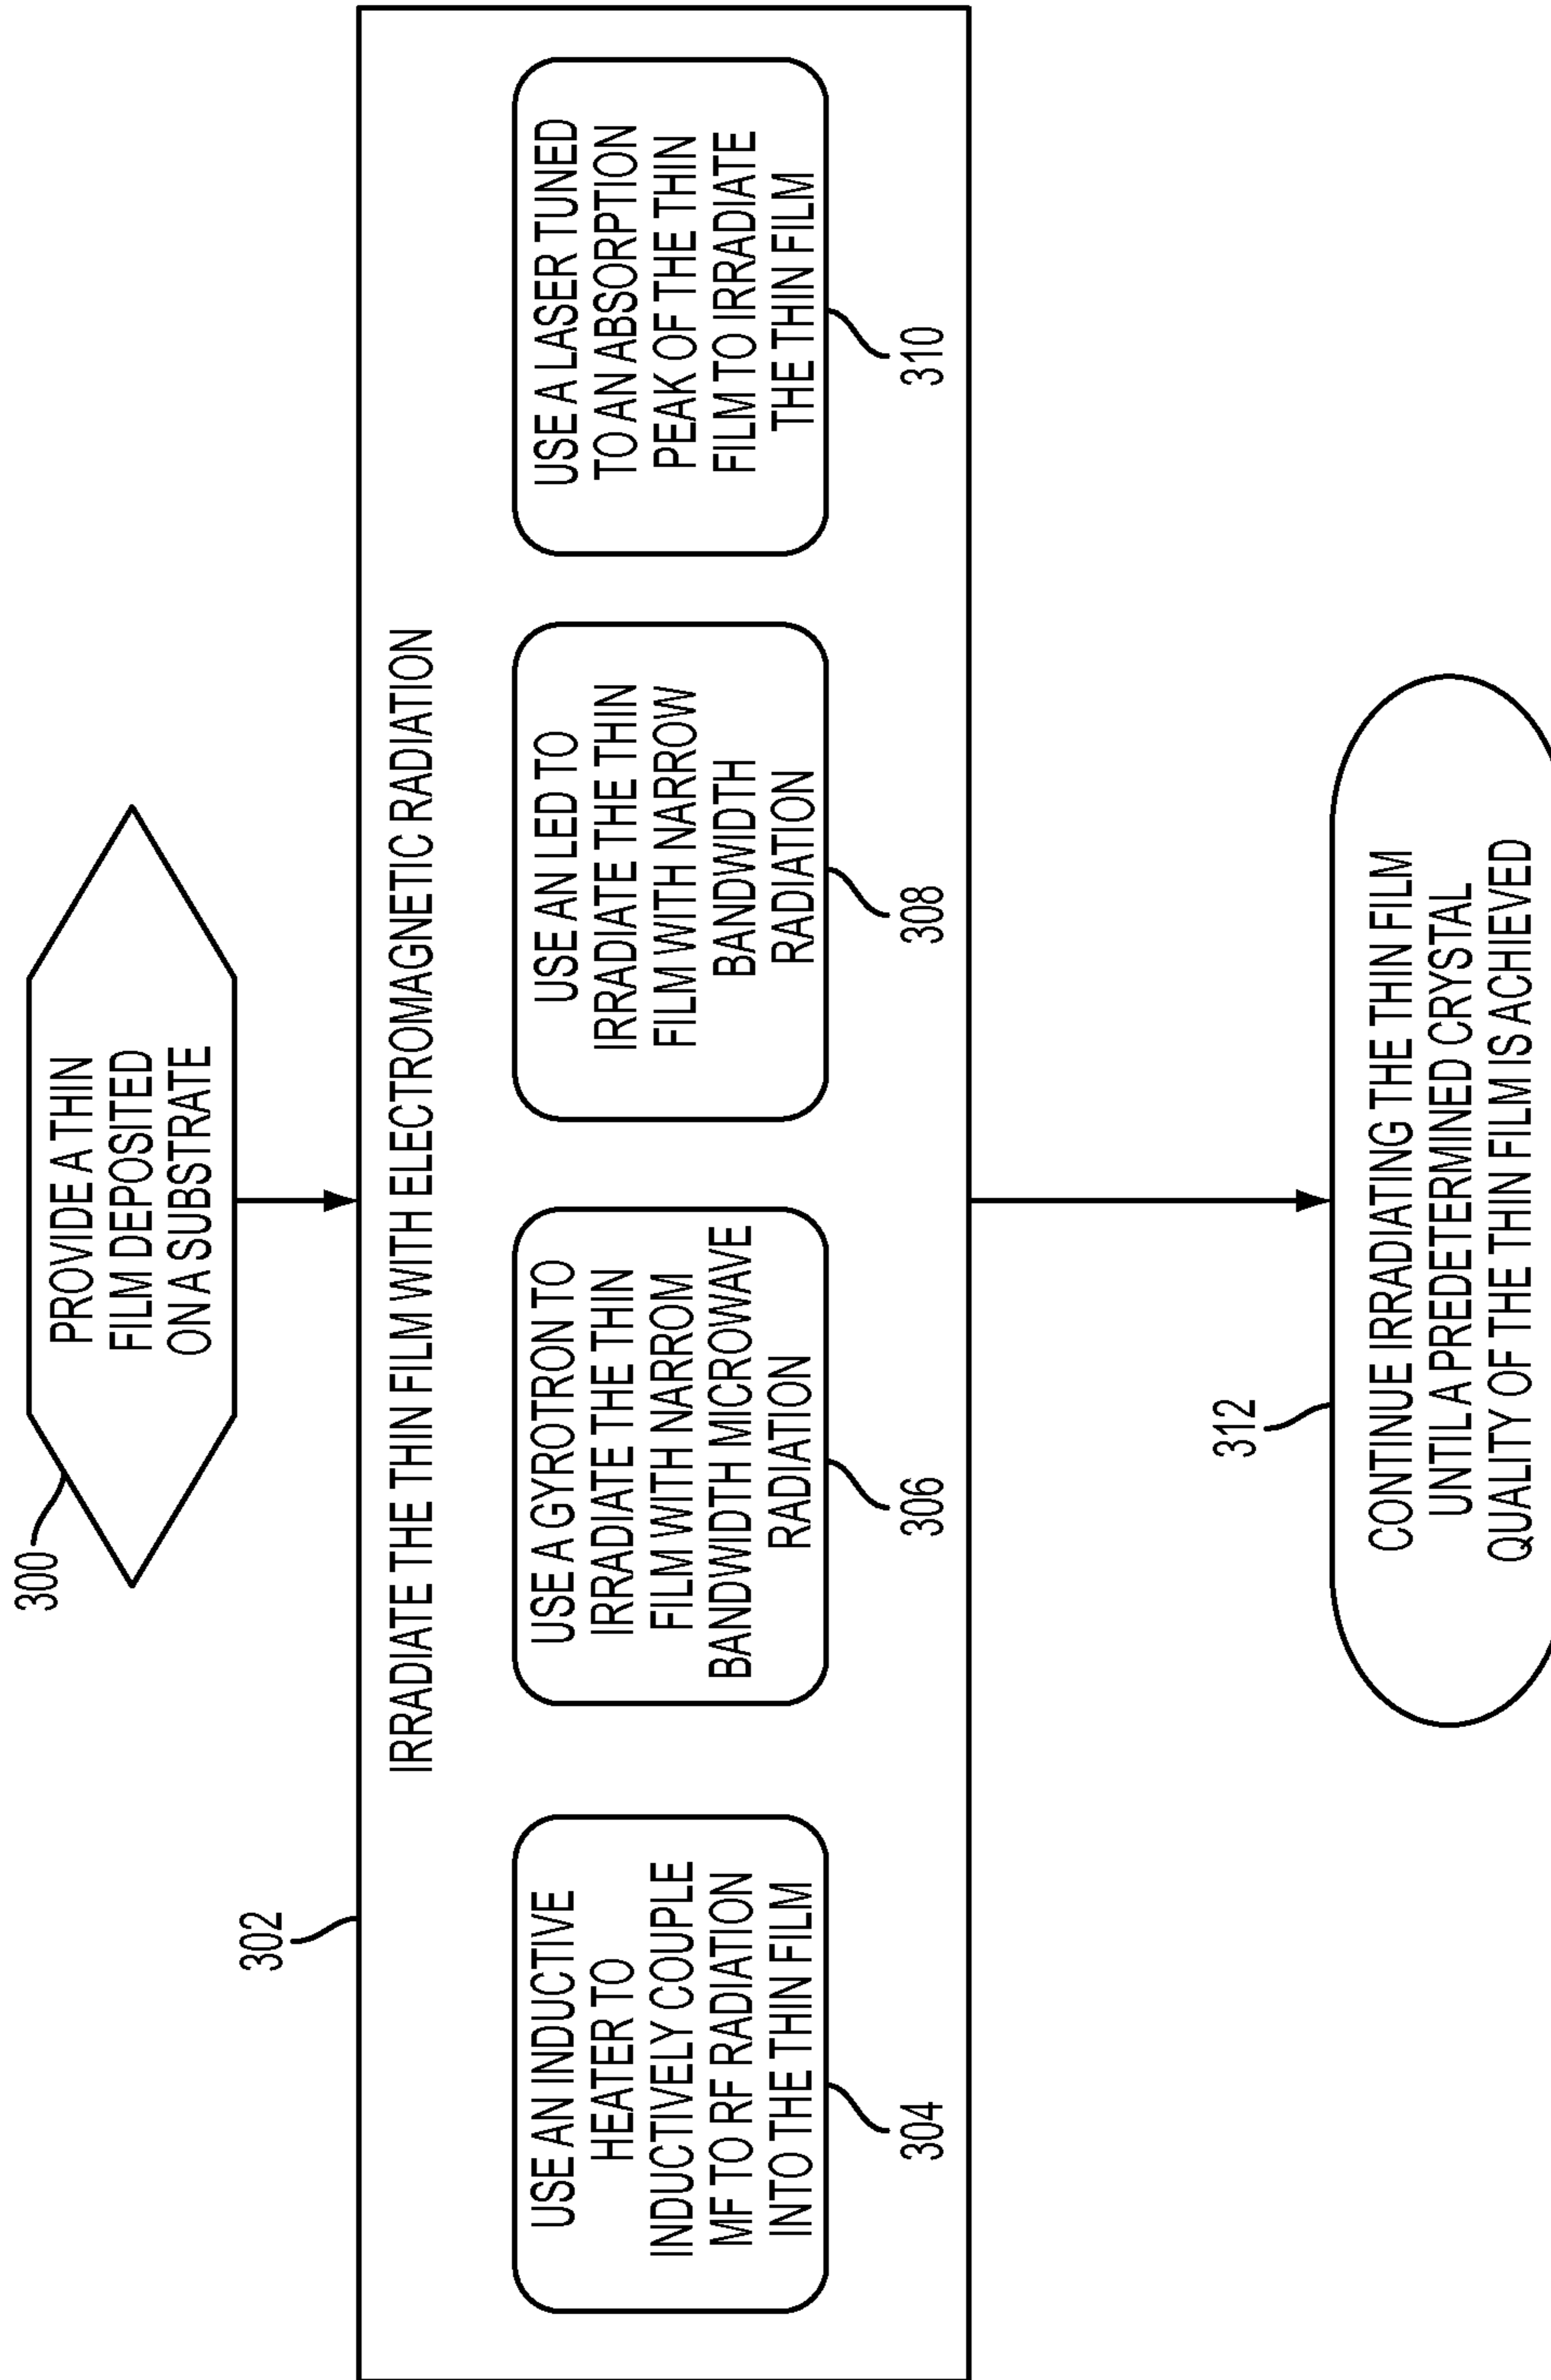 300
PROVIDE A THIN
FILM DEPOSITED
ON A SUBSTRATE
302
IRRADIATE THE THIN FILM WITH ELECTROMAGNETIC RADIATION
USE AN INDUCTIVE
HEATER TO
INDUCTIVELY COUPLE
MF TO RF RADIATION
INTO THE THIN FILM
304
USE A GYROTRON TO
IRRADIATE THE THIN
FILM WITH NARROM
BANDWIDTH MICROWAVE
RADIATION
306
USE AN LED TO
IRRADIATE THE THIN
FILM WITH NARROW
BANDWIDTH
RADIATION
308
USE A LASER TUNED
TO AN ABSORPTION
PEAK OF THE THIN
FILM TO IRRADIATE
THE THIN FILM
310
312
CONTINUE IRRADIATING THE THIN FILM
UNTIL A PREDETERMINED CRYSTAL
QUALITY OF THE THIN FILM IS ACHIEVED